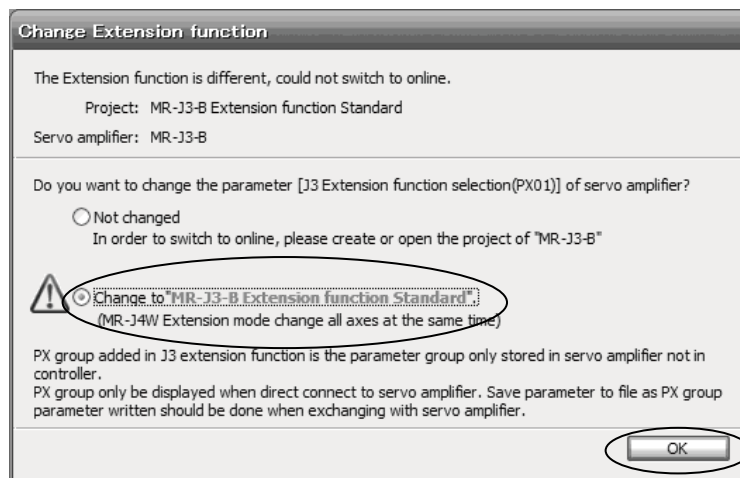 Change Extension function
The Extension function is different, could not switch to online.
Project: MR-J3-B Extension function Standard
Servo amplifier: MR-J3-B
Do you want to change the parameter [J3 Extension function selection(PX01)] of servo amplifier?
Not changed
In order to switch to online, please create or open the project of "MR-J3-B"
Change to"MR-J3-B Extension function Standard".
(MR-J4W Extension mode change all axes at the same time)
PX group added in J3 extension function is the parameter group only stored in servo amplifier not in
controller.
PX group only be displayed when direct connect to servo amplifier. Save parameter to file as PX group
parameter written should be done when exchanging with servo amplifier.
OK